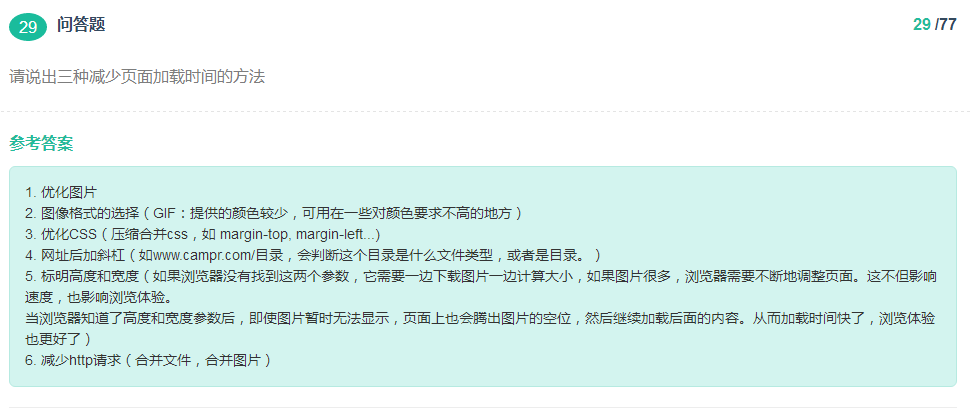 29 问答题 29 /77
请说出三种减少页面加载时间的方法
参考答案
1. 优化图片
2. 图像格式的选择（GIF：提供的颜色较少，可用在一些对颜色要求不高的地方）
3. 优化CSS（压缩合并css，如 margin-top, margin-left...)
4. 网址后加斜杠（如www.campr.com/目录，会判断这个目录是什么文件类型，或者是目录。）
5. 标明高度和宽度（如果浏览器没有找到这两个参数，它需要一边下载图片一边计算大小，如果图片很多，浏览器需要不断地调整页面。这不但影响
速度，也影响浏览体验。
当浏览器知道了高度和宽度参数后，即使图片暂时无法显示，页面上也会腾出图片的空位，然后继续加载后面的内容。从而加载时间快了，浏览体验
也更好了）
6. 减少http请求（合并文件，合并图片）